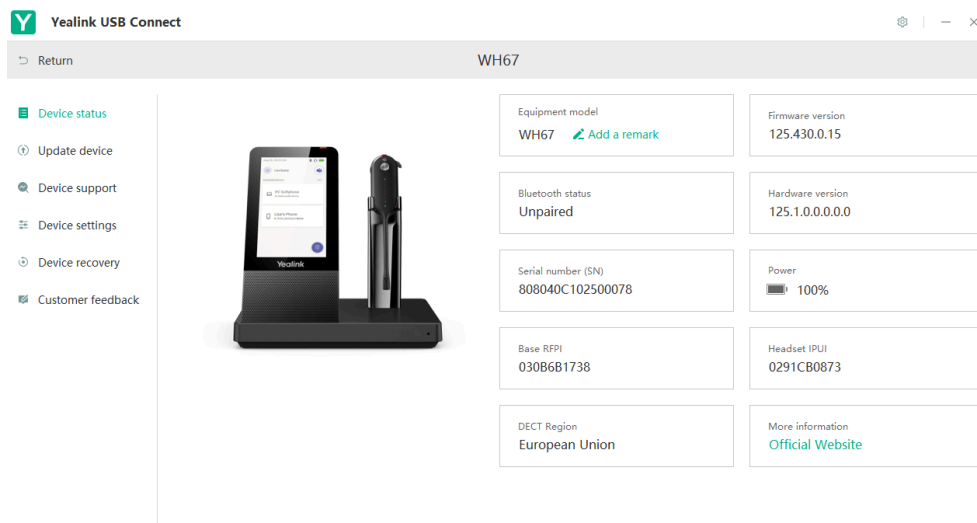 Yealink USB Connect
Return
WH67
Device status
Update device
Device support
Device settings
Device recovery
Customer feedback
Yealink
Equipment model
WH67 Add a remark
Firmware version
125.430.0.15
Bluetooth status
Unpaired
Hardware version
125.1.0.0.0.0.0
Serial number (SN)
808040C102500078
Power
100%
Base RFPI
030B6B1738
Headset IPUI
0291CB0873
DECT Region
European Union
More information
Official Website